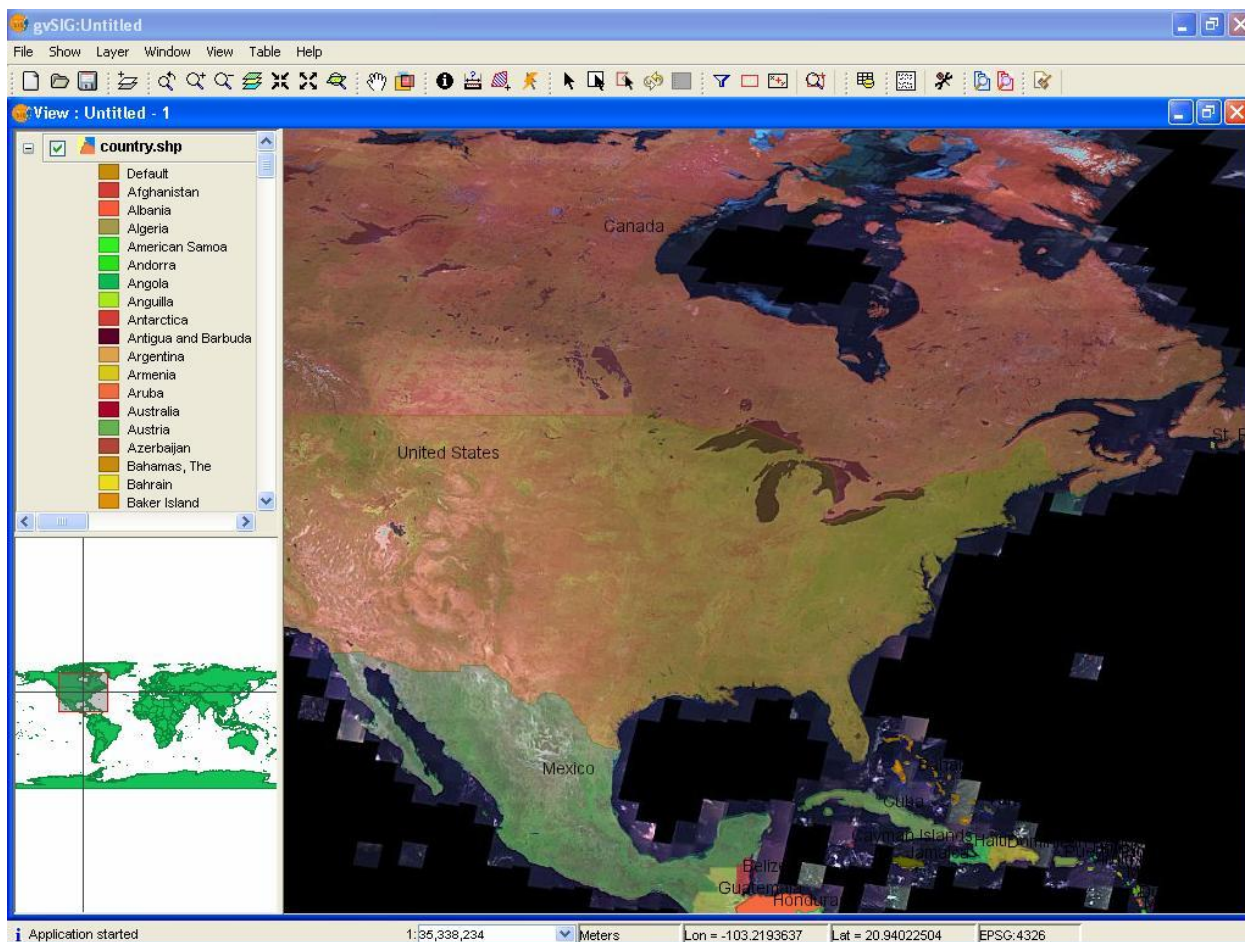 gvSIG:Untitled
File Show Layer Window View Table Help
View : Untitled - 1
country.shp
Default
Afghanistan
Albania
Algeria
American Samoa
Andorra
Angola
Anguilla
Antarctica
Antigua and Barbuda
Argentina
Armenia
Aruba
Australia
Austria
Azerbaijan
Bahamas, The
Bahrain
Baker Island
Canada
United States
St. P
Mexico
Cuba
Cayman Islands
Jamaica
Haiti
Belize
Guatemala
Hondura
Application started 1:35,338,234 Meters Lon = -103.2193637 Lat = 20.94022504 EPSG:4326